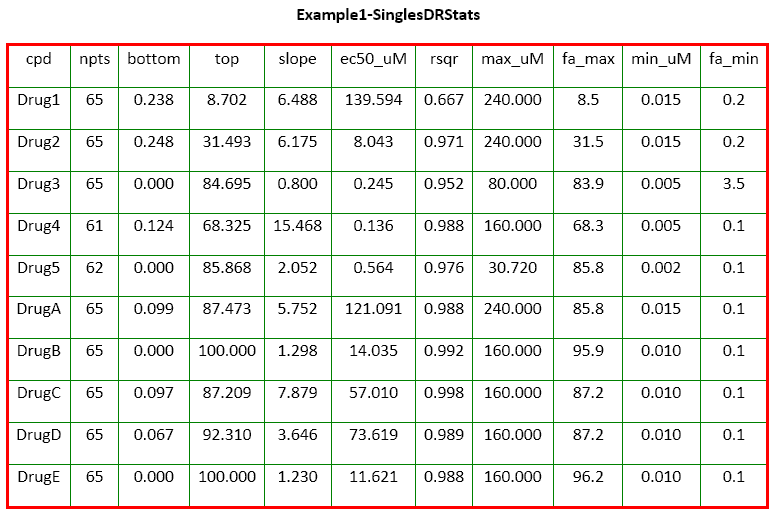 Example1-SinglesDRStats
cpd npts bottom top slope ec50_uM rsqr max_uM fa_max min_uM fa_min
Drug1 65 0.238 8.702 6.488 139.594 0.667 240.000 8.5 0.015 0.2
Drug2 65 0.248 31.493 6.175 8.043 0.971 240.000 31.5 0.015 0.2
Drug3 65 0.000 84.695 0.800 0.245 0.952 80.000 83.9 0.005 3.5
Drug4 61 0.124 68.325 15.468 0.136 0.988 160.000 68.3 0.005 0.1
Drug5 62 0.000 85.868 2.052 0.564 0.976 30.720 85.8 0.002 0.1
DrugA 65 0.099 87.473 5.752 121.091 0.988 240.000 85.8 0.015 0.1
DrugB 65 0.000 100.000 1.298 14.035 0.992 160.000 95.9 0.010 0.1
DrugC 65 0.097 87.209 7.879 57.010 0.998 160.000 87.2 0.010 0.1
DrugD 65 0.067 92.310 3.646 73.619 0.989 160.000 87.2 0.010 0.1
DrugE 65 0.000 100.000 1.230 11.621 0.988 160.000 96.2 0.010 0.1